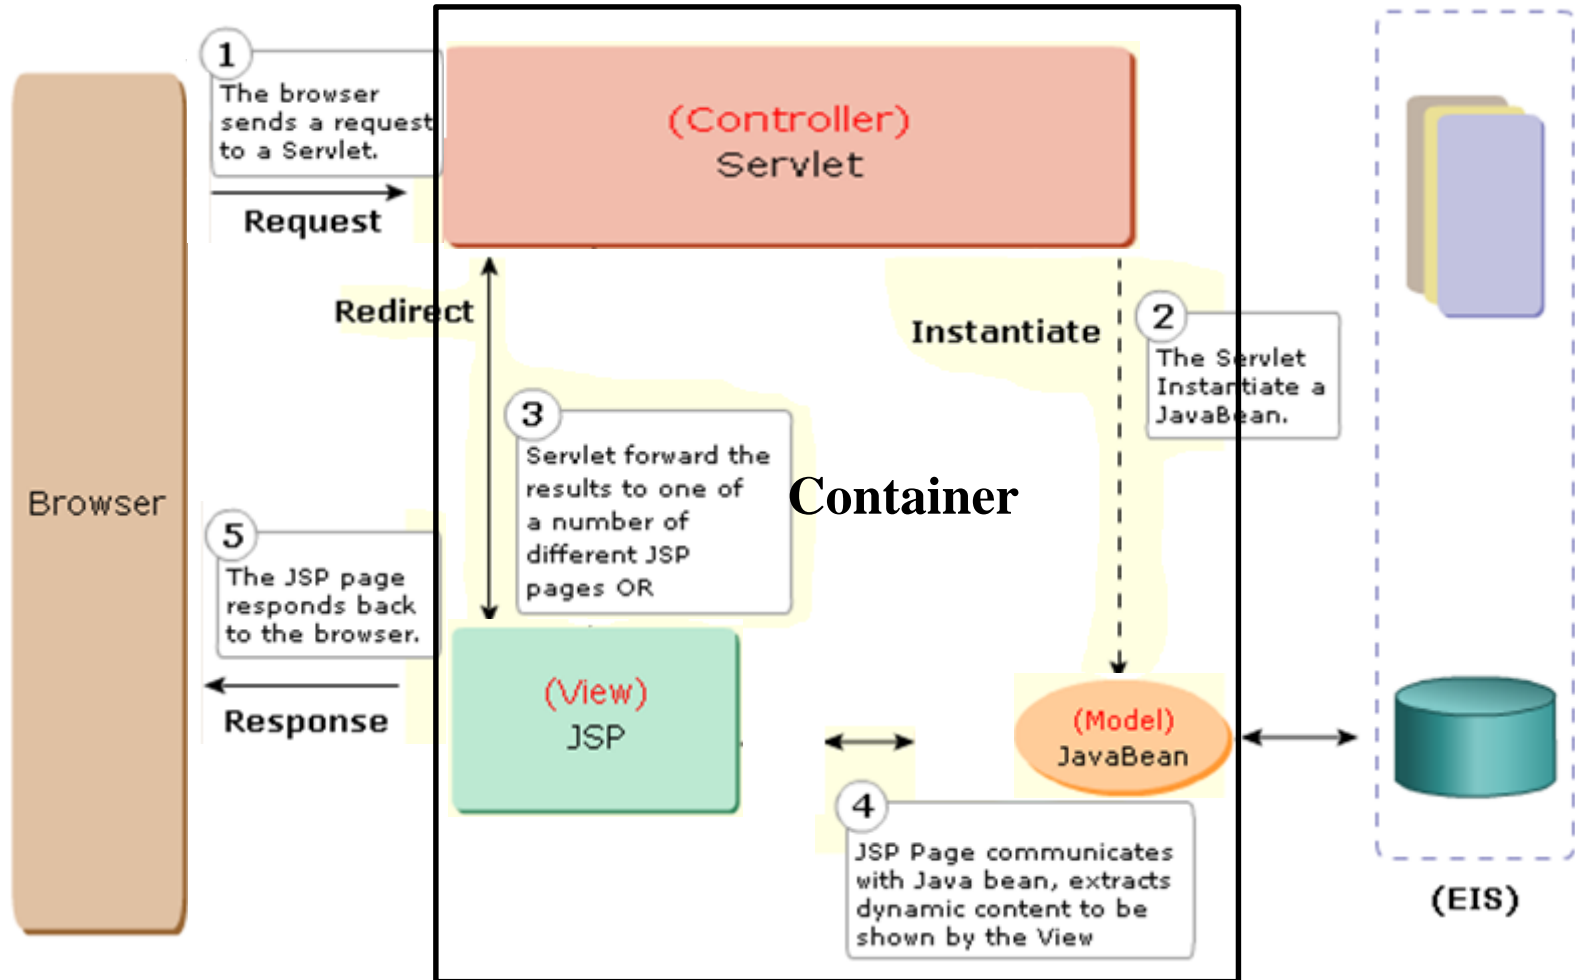 1
The browser
sends a request
to a Servlet.
Request
(Controller)
Servlet
Redirect
Instantiate
2
The Servlet
Instantiate a
JavaBean.
3
Servlet forward the
results to one of
a number of
different JSP
pages OR
Container
Browser
5
The JSP page
responds back
to the browser.
Response
(View)
JSP
(Model)
JavaBean
4
JSP Page communicates
with Java bean, extracts
dynamic content to be
shown by the View
(EIS)